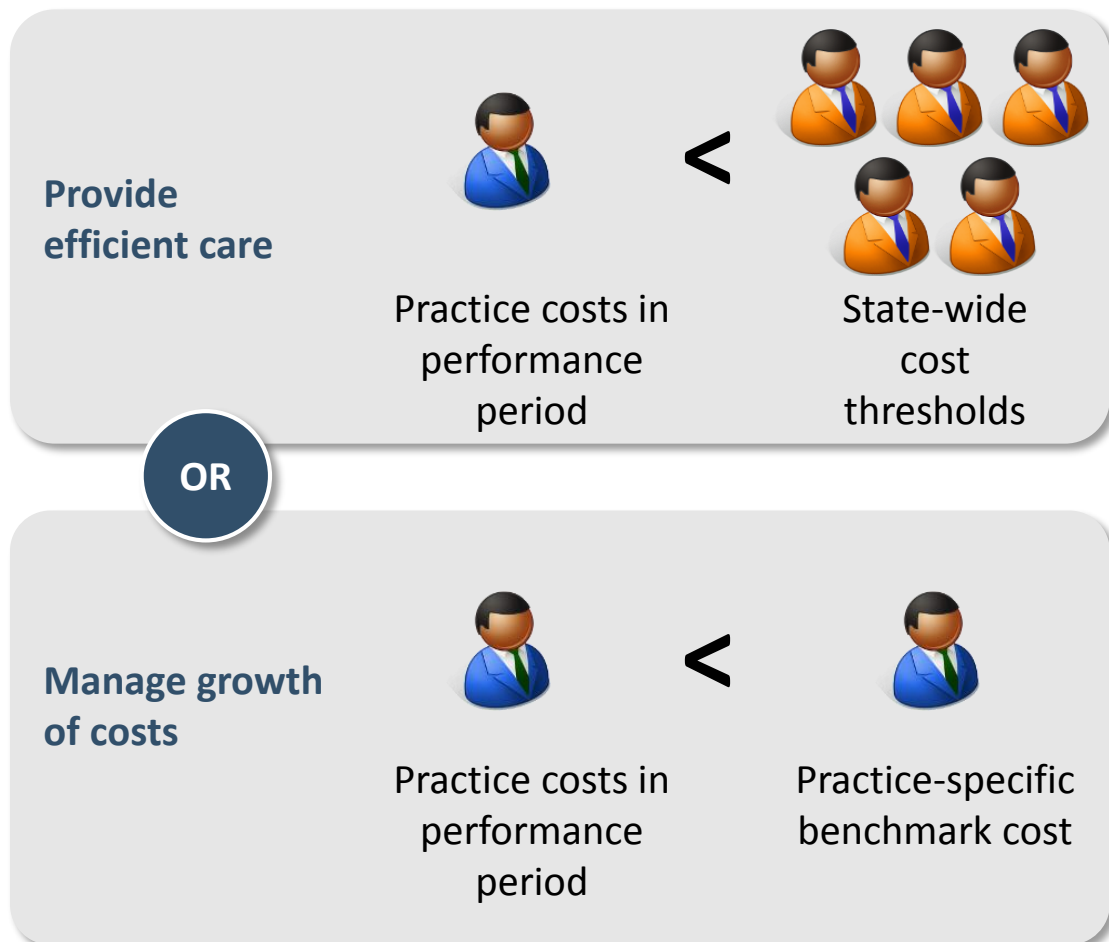 Provide
efficient care
<
Practice costs in
performance
period
State-wide
cost
thresholds
OR
Manage growth
of costs
<
Practice costs in
performance
period
Practice-specific
benchmark cost